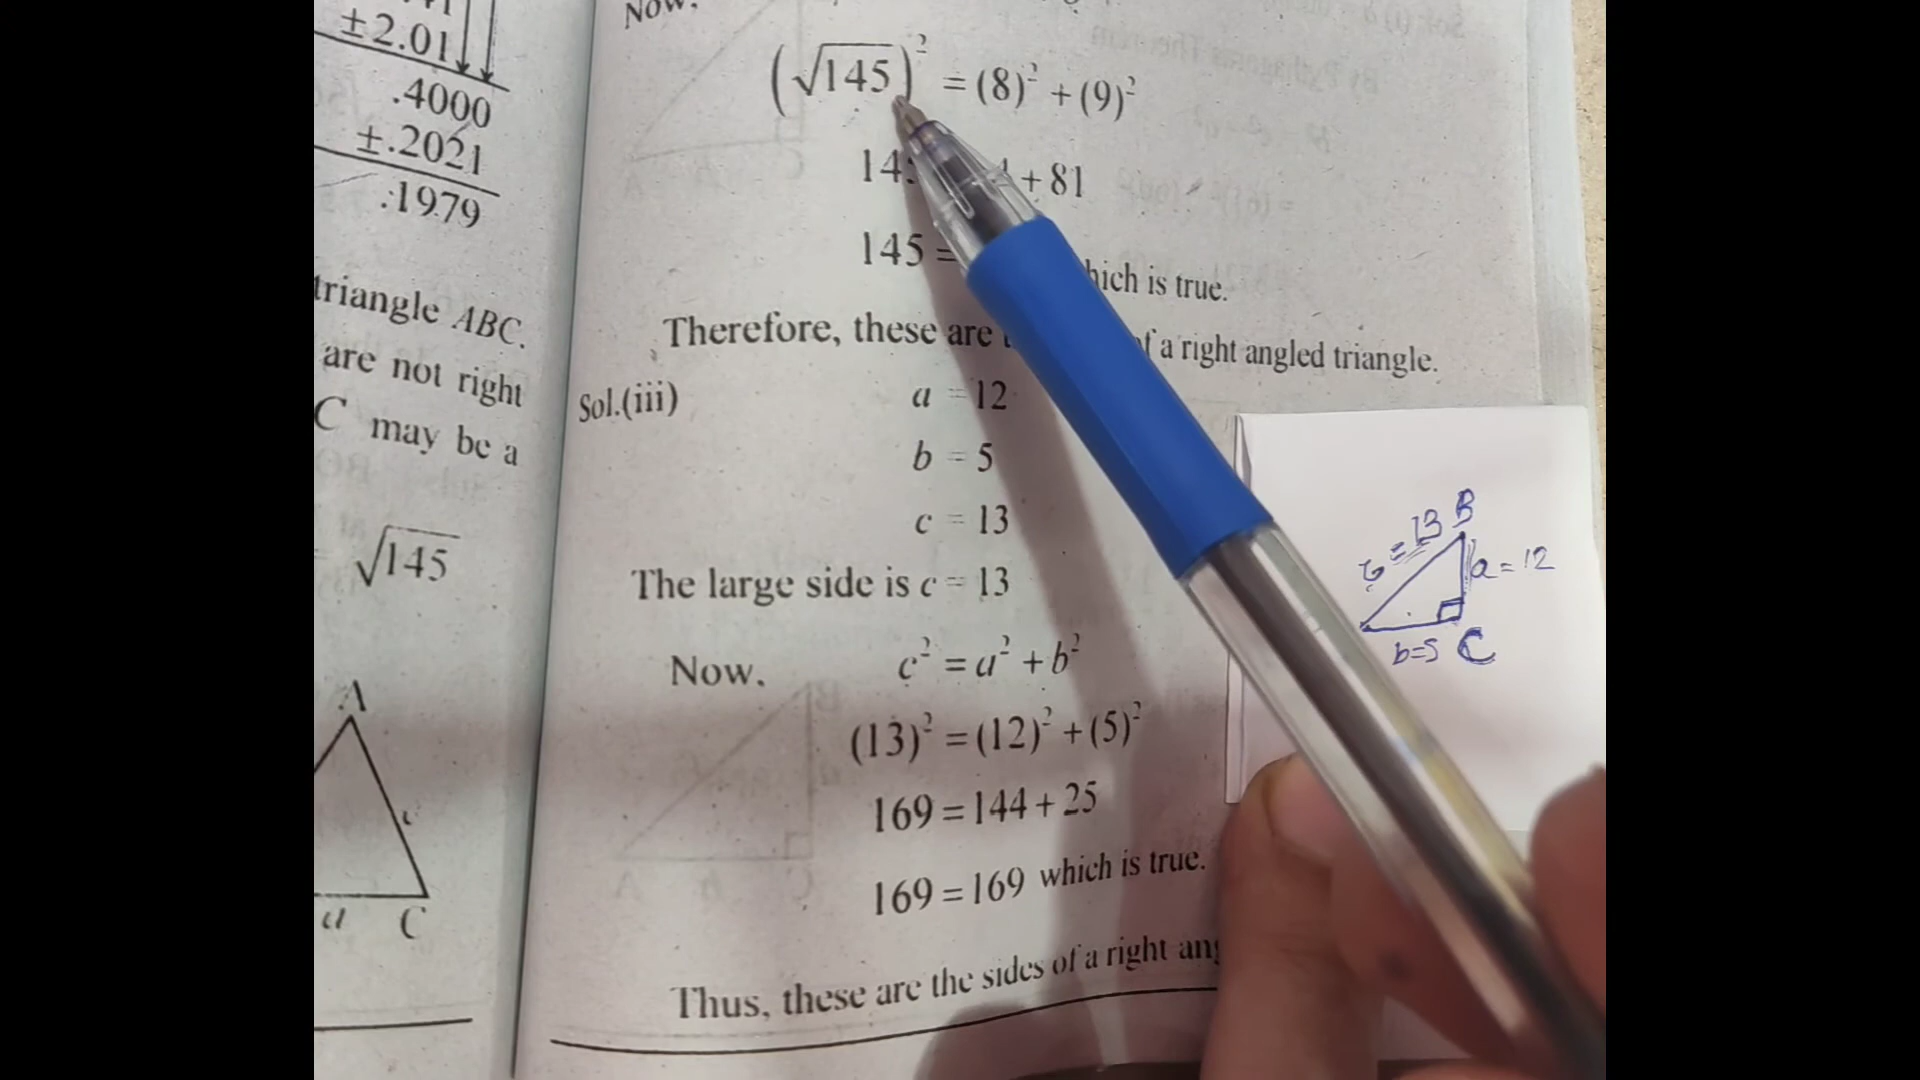 ±2.01
.4000
±.2021
.1979
triangle ABC.
are not right
C may be a
√145
A
c
a C
Now,
(√145)² = (8)² + (9)²
+ 81
145 =
which is true.
Therefore, these are of a right angled triangle.
Sol.(iii) a = 12
b = 5
c = 13
The large side is c = 13
Now, c² = a² + b²
(13)² = (12)² + (5)²
169 = 144 + 25
169 = 169 which is true.
Thus, these are the sides of a right
B
= 13
a = 12
b=5 C